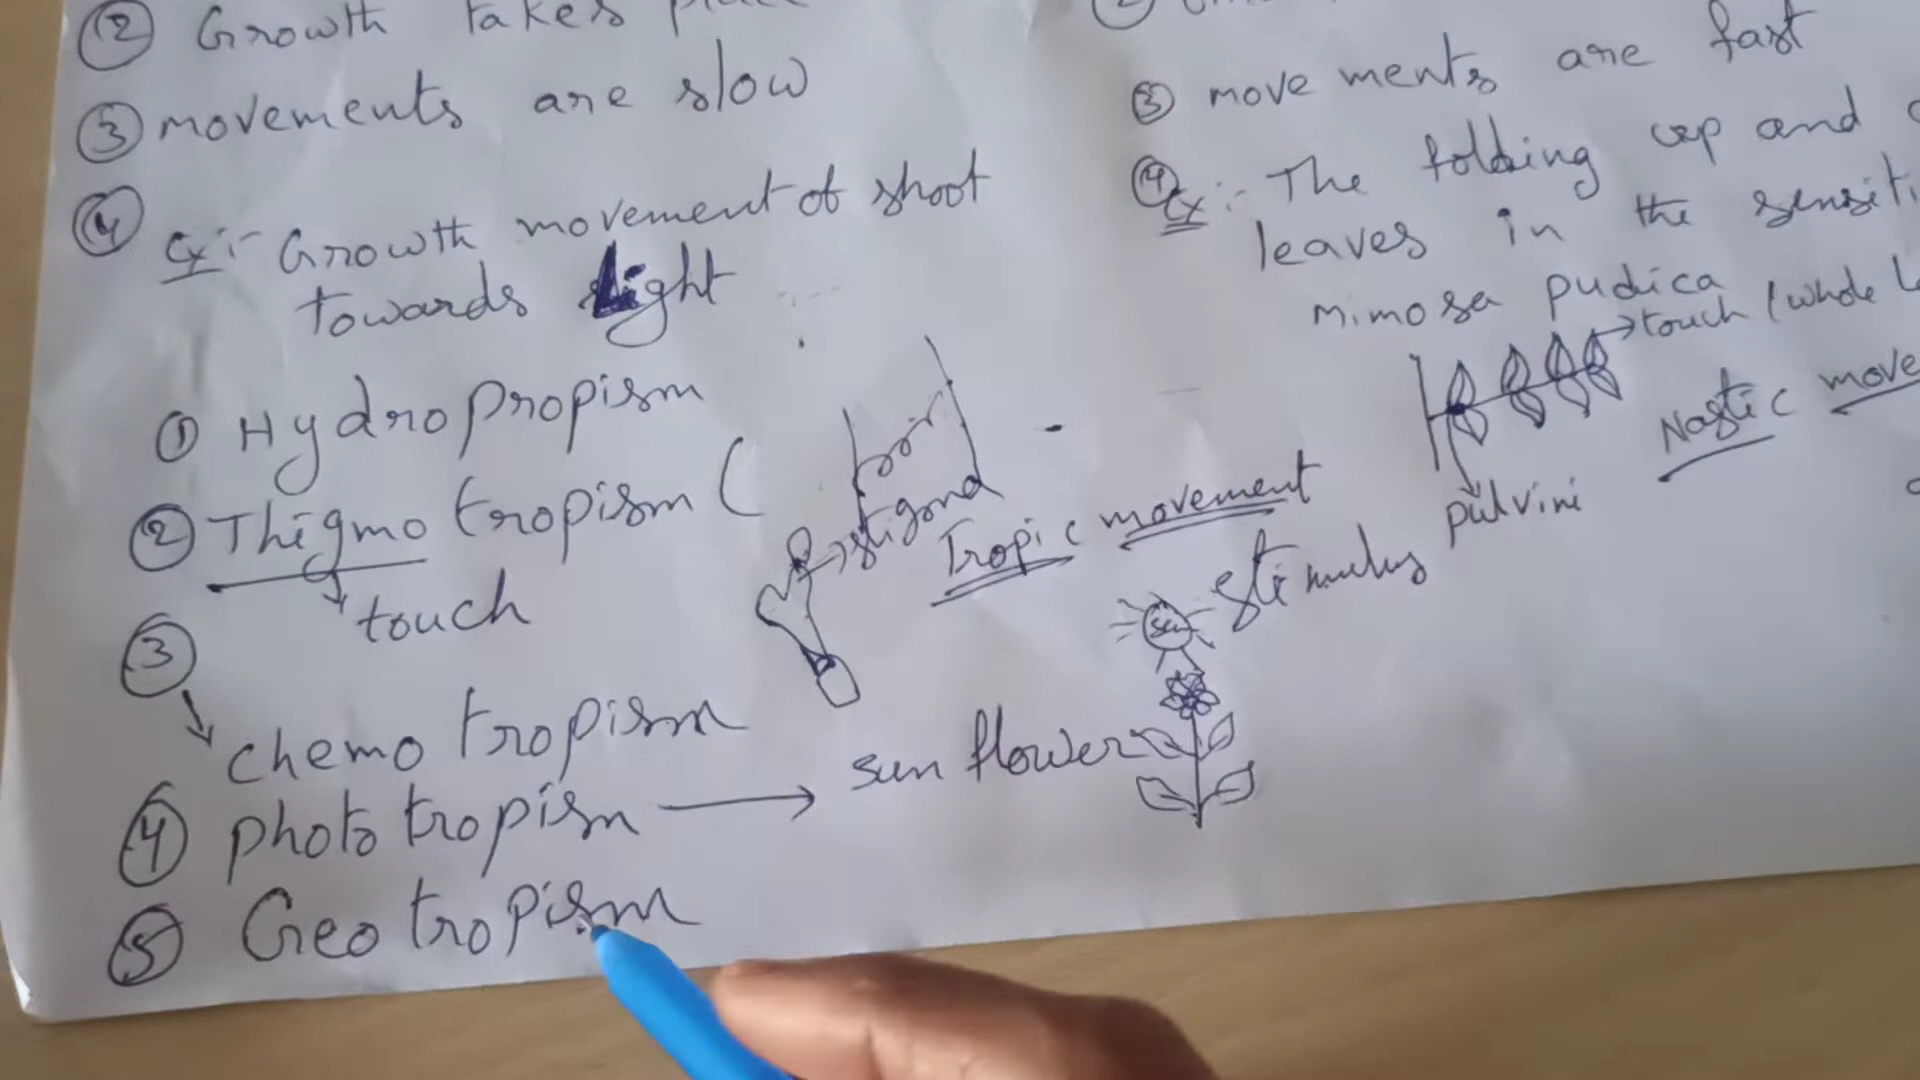 ② Growth takes
③ movements are slow
④ Ex:- Growth movement of shoot
towards Light
① Hydropropism
② Thigmo tropism (
touch
③
chemo tropism
④ photo tropism → sun flower
⑤ Geo tropism
stigma
Tropic movement
stimulus
sun
③ movements are fast
④ Ex:- The folding up and
leaves in the
mimosa pudica
touch (whole
pulvini
Nastic